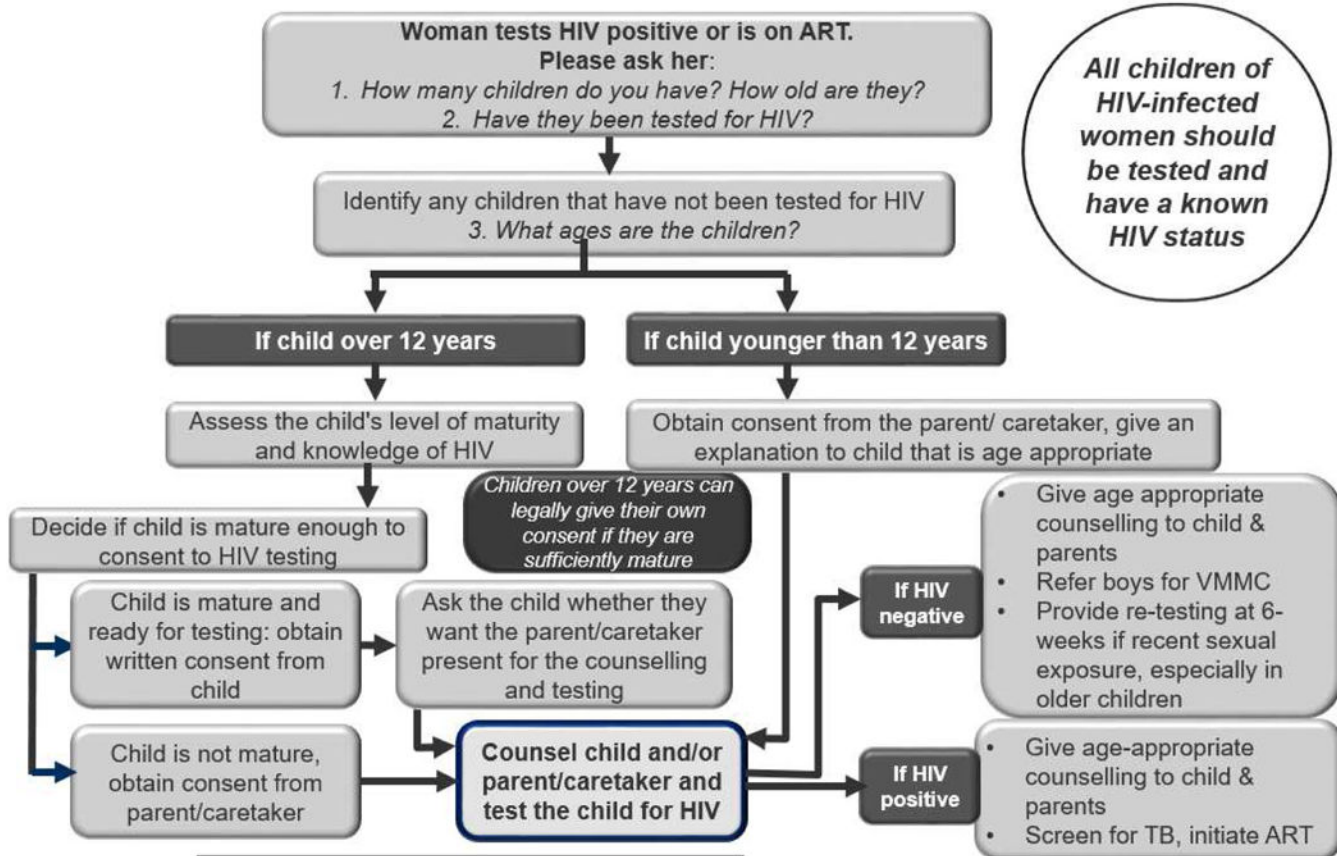 Woman tests HIV positive or is on ART.
Please ask her:
1. How many children do you have? How old are they?
2. Have they been tested for HIV?
All children of
HIV-infected
women should
be tested and
have a known
HIV status
Identify any children that have not been tested for HIV
3. What ages are the children?
If child over 12 years
If child younger than 12 years
Assess the child's level of maturity
and knowledge of HIV
Obtain consent from the parent/ caretaker, give an
explanation to child that is age appropriate
Children over 12 years can
legally give their own
consent if they are
sufficiently mature
Decide if child is mature enough to
consent to HIV testing
Child is mature and
ready for testing: obtain
written consent from
child
Ask the child whether they
want the parent/caretaker
present for the counselling
and testing
Child is not mature,
obtain consent from
parent/caretaker
Counsel child and/or
parent/caretaker and
test the child for HIV
If HIV
negative
• Give age appropriate
counselling to child &
parents
• Refer boys for VMMC
• Provide re-testing at 6-
weeks if recent sexual
exposure, especially in
older children
If HIV
positive
• Give age-appropriate
counselling to child &
parents
• Screen for TB, initiate ART